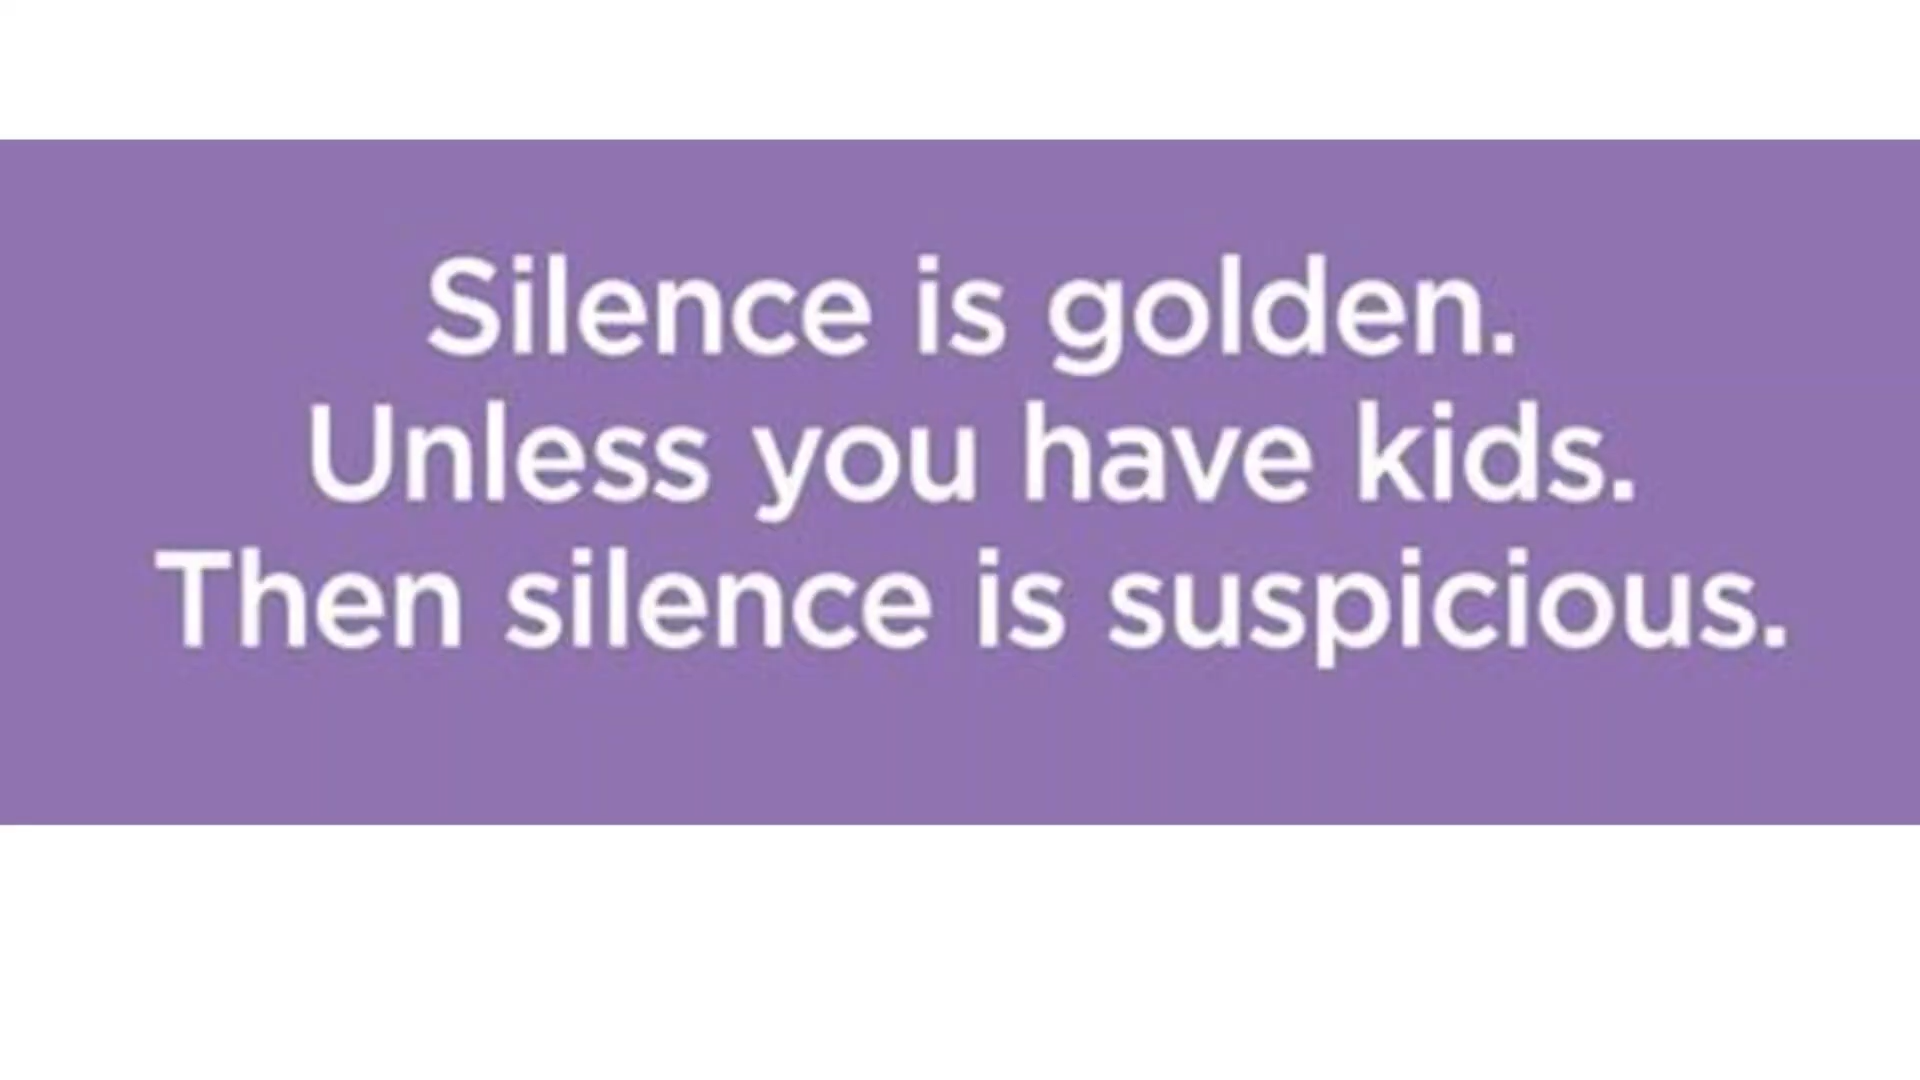 Silence is golden.
Unless you have kids.
Then silence is suspicious.